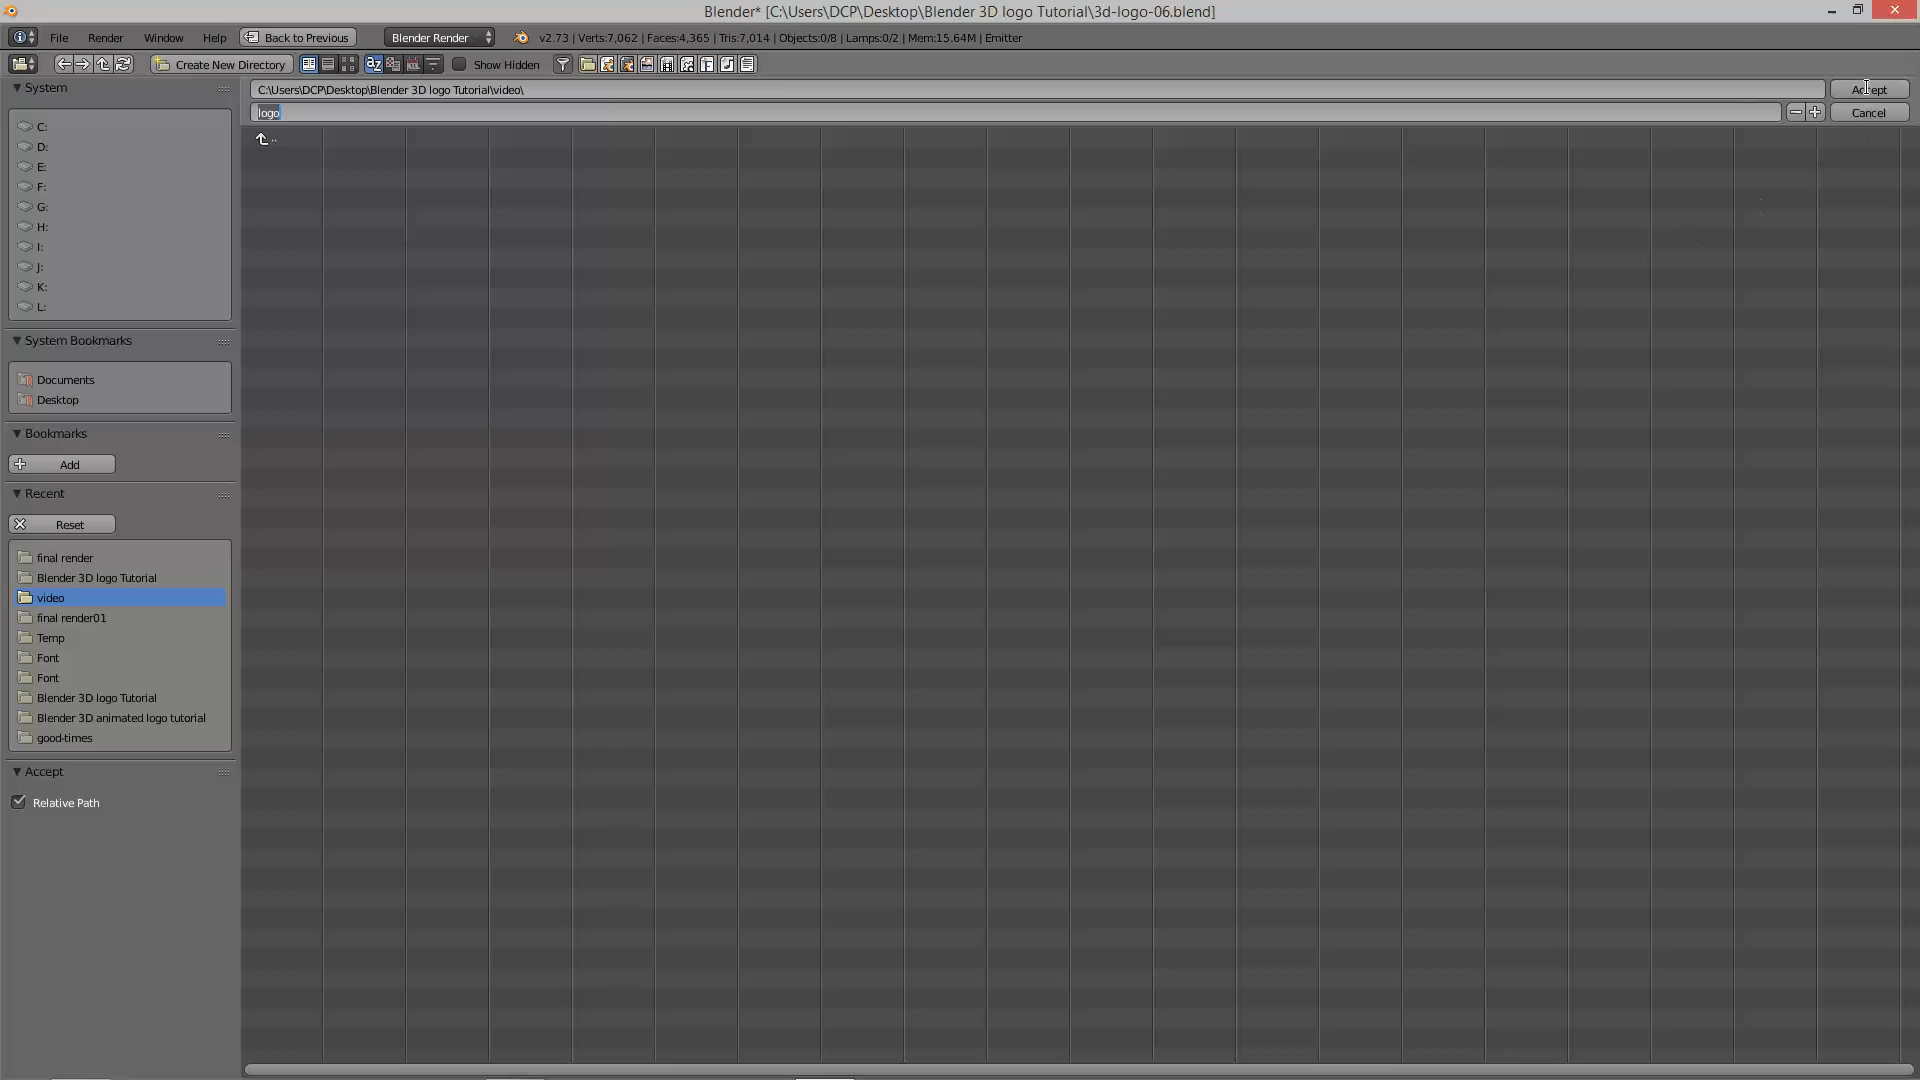 Blender* [C:\Users\DCP\Desktop\Blender 3D logo Tutorial\3d-logo-06.blend]
File Render Window Help Back to Previous Blender Render v2.73 | Verts:7,062 | Faces:4,365 | Tris:7,014 | Objects:0/8 | Lamps:0/2 | Mem:15.64M | Emitter
Create New Directory Show Hidden
System
C:\Users\DCP\Desktop\Blender 3D logo Tutorial\video\ Accept
logo Cancel
..
C:
D:
E:
F:
G:
H:
I:
J:
K:
L:
System Bookmarks
Documents
Desktop
Bookmarks
Add
Recent
Reset
final render
Blender 3D logo Tutorial
video
final render01
Temp
Font
Font
Blender 3D logo Tutorial
Blender 3D animated logo tutorial
good-times
Accept
Relative Path